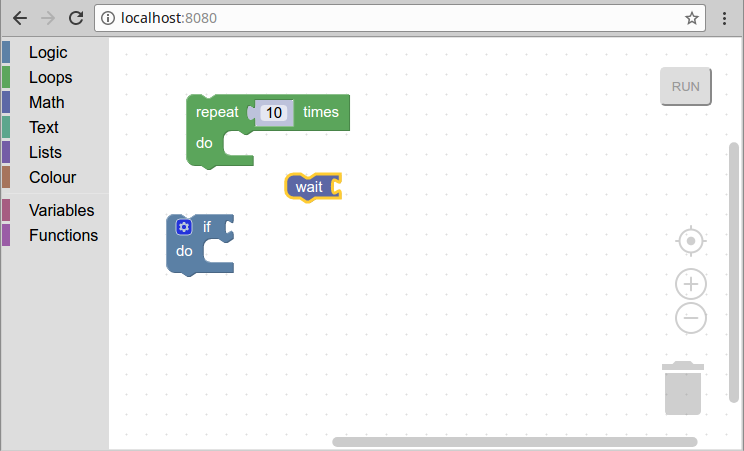 localhost:8080
Logic
Loops
Math
Text
Lists
Colour
Variables
Functions
repeat 10 times
do
wait
if
do
RUN